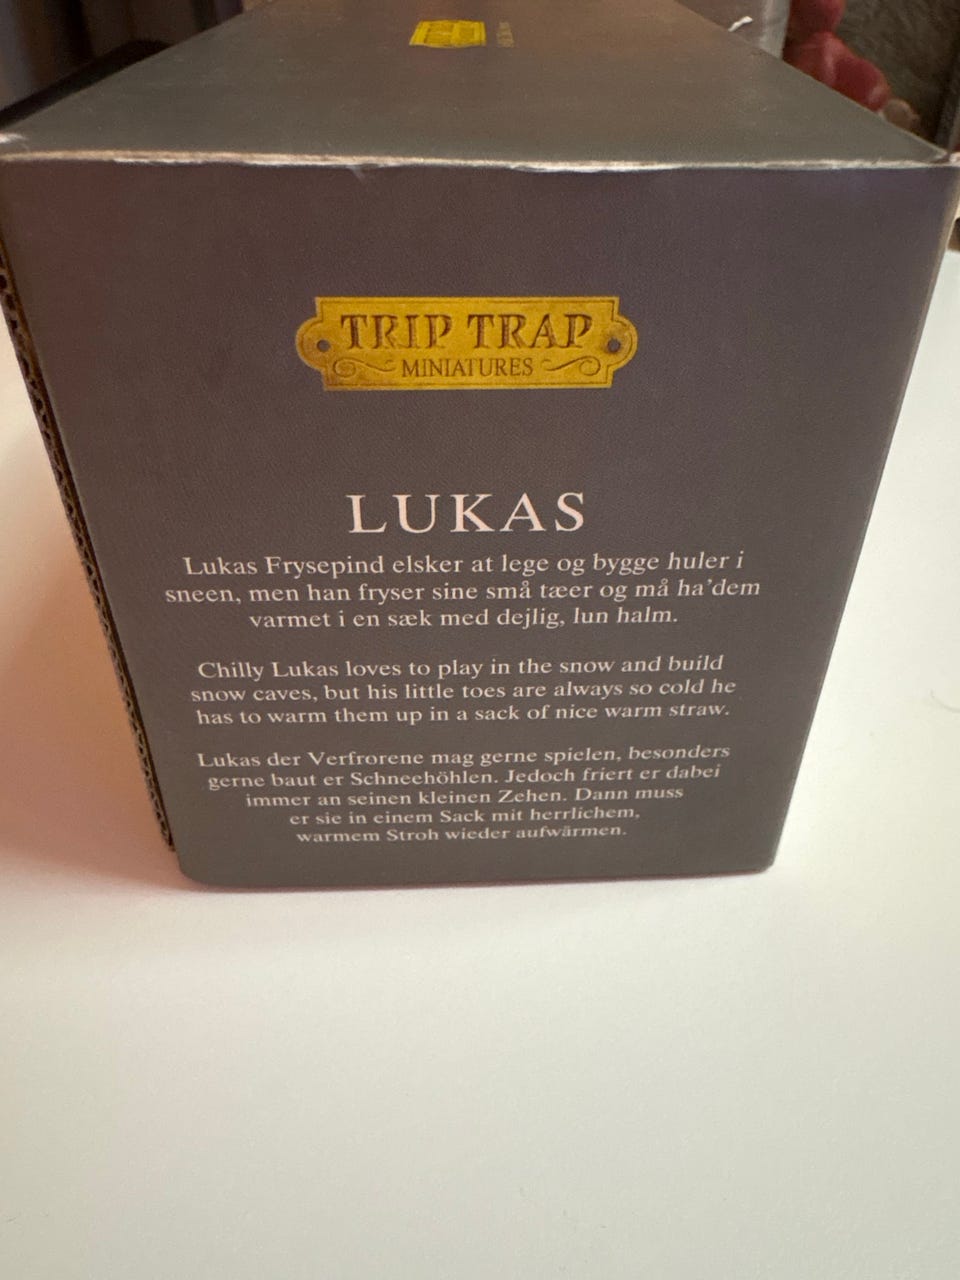 TRIP TRAP
MINIATURES
LUKAS
Lukas Frysepind elsker at lege og bygge huler i
sneen, men han fryser sine små tæer og må ha'dem
varmet i en sæk med dejlig, lun halm.
Chilly Lukas loves to play in the snow and build
snow caves, but his little toes are always so cold he
has to warm them up in a sack of nice warm straw.
Lukas der Verfrorene mag gerne spielen, besonders
gerne baut er Schneehöhlen. Jedoch friert er dabei
immer an seinen kleinen Zehen. Dann muss
er sie in einem Sack mit herrlichem,
warmem Stroh wieder aufwärmen.